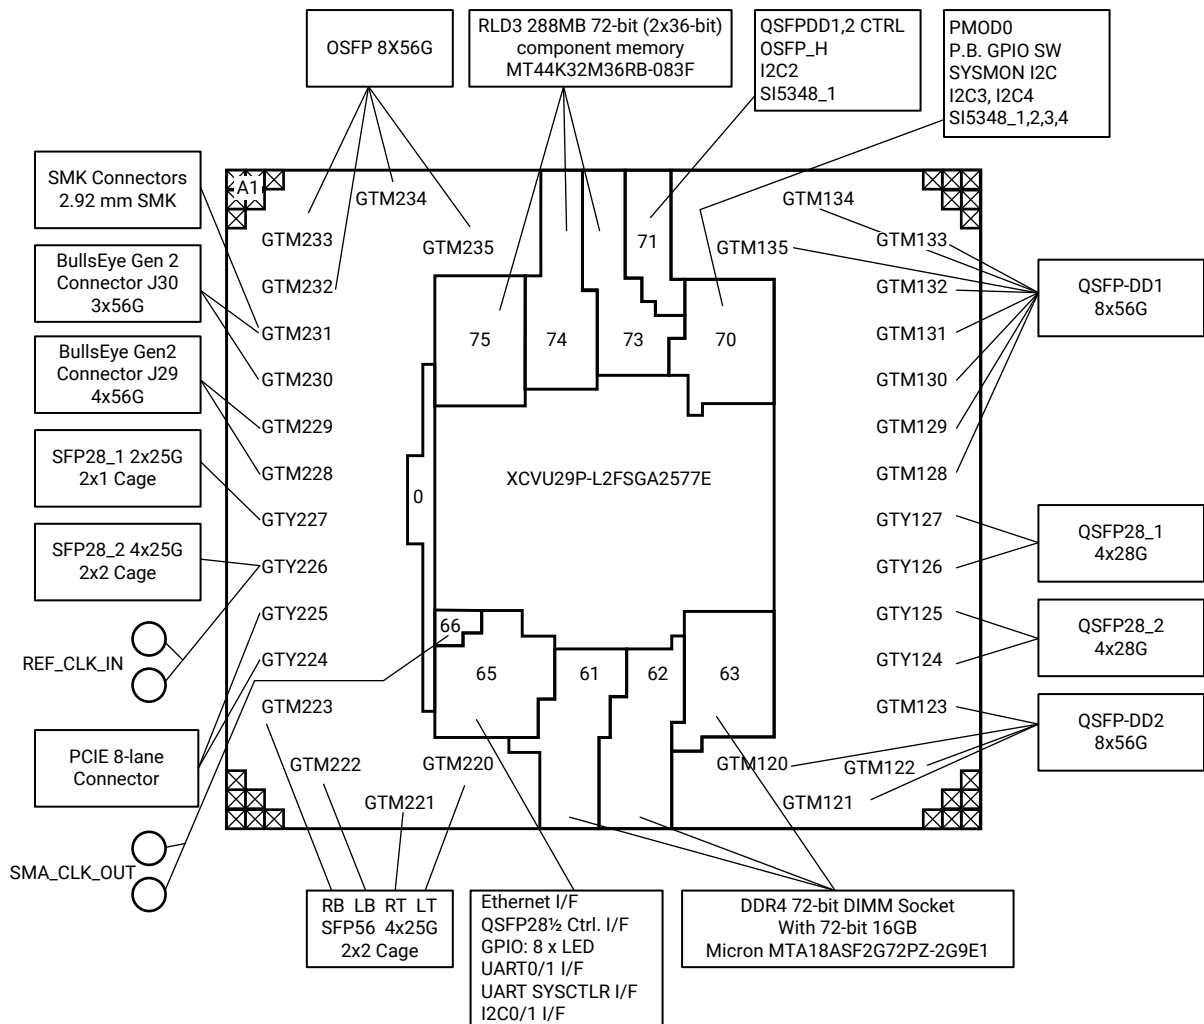 OSFP 8X56G
RLD3 288MB 72-bit (2x36-bit)
component memory
MT44K32M36RB-083F
QSFPDD1,2 CTRL
OSFP_H
I2C2
SI5348_1
PMOD0
P.B. GPIO SW
SYSMON I2C
I2C3, I2C4
SI5348_1,2,3,4
SMK Connectors
2.92 mm SMK
BullsEye Gen 2
Connector J30
3x56G
BullsEye Gen2
Connector J29
4x56G
SFP28_1 2x25G
2x1 Cage
SFP28_2 4x25G
2x2 Cage
REF_CLK_IN
PCIE 8-lane
Connector
SMA_CLK_OUT
A1
GTM234
GTM233
GTM235
GTM232
GTM231
GTM230
GTM229
GTM228
GTY227
GTY226
GTY225
GTY224
GTM223
GTM222
GTM220
GTM221
71
75
74
73
70
0
XCVU29P-L2FSGA2577E
66
65
61
62
63
GTM134
GTM133
GTM135
GTM132
GTM131
GTM130
GTM129
GTM128
GTY127
GTY126
GTY125
GTY124
GTM123
GTM120
GTM122
GTM121
QSFP-DD1
8x56G
QSFP28_1
4x28G
QSFP28_2
4x28G
QSFP-DD2
8x56G
RB LB RT LT
SFP56 4x25G
2x2 Cage
Ethernet I/F
QSFP28½ Ctrl. I/F
GPIO: 8 x LED
UART0/1 I/F
UART SYSCTLR I/F
I2C0/1 I/F
DDR4 72-bit DIMM Socket
With 72-bit 16GB
Micron MTA18ASF2G72PZ-2G9E1